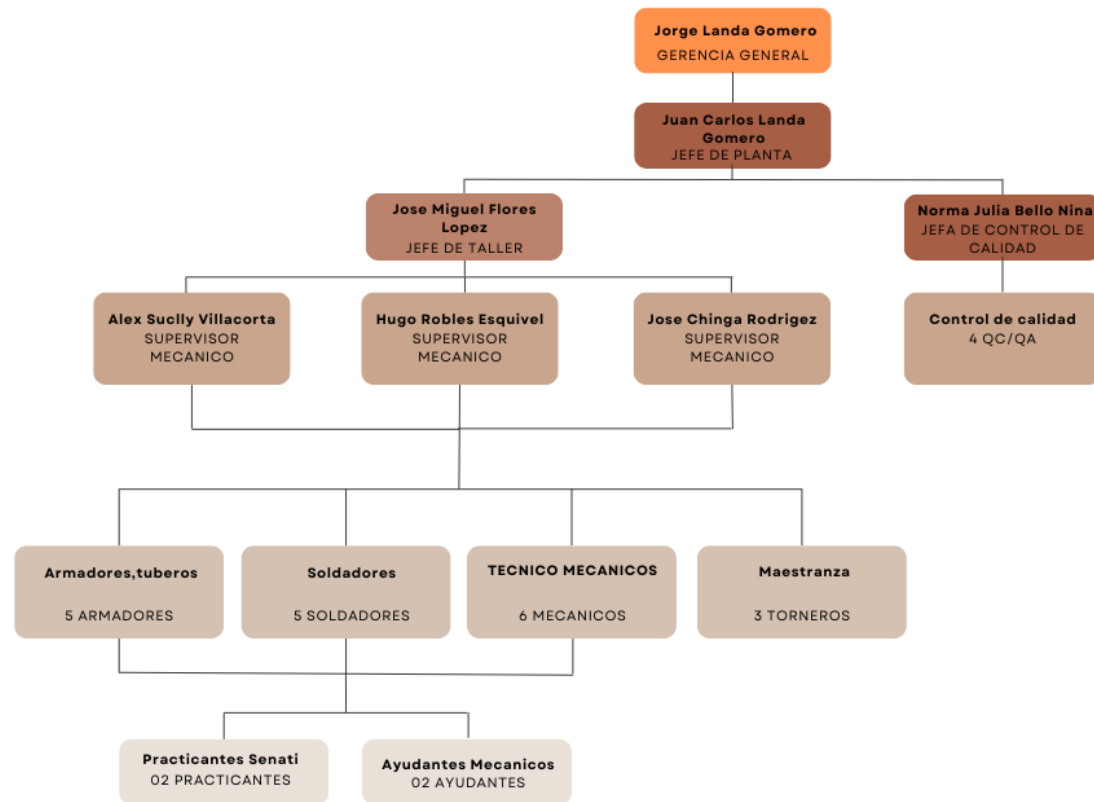 Jorge Landa Gomero
GERENCIA GENERAL
Juan Carlos Landa
Gomero
JEFE DE PLANTA
Jose Miguel Flores
Lopez
JEFE DE TALLER
Norma Julia Bello Nina
JEFA DE CONTROL DE
CALIDAD
Alex Suclly Villacorta
SUPERVISOR
MECANICO
Hugo Robles Esquivel
SUPERVISOR
MECANICO
Jose Chinga Rodrigez
SUPERVISOR
MECANICO
Control de calidad
4 QC/QA
Armadores,tuberos
5 ARMADORES
Soldadores
5 SOLDADORES
TECNICO MECANICOS
6 MECANICOS
Maestranza
3 TORNEROS
Practicantes Senati
02 PRACTICANTES
Ayudantes Mecanicos
02 AYUDANTES